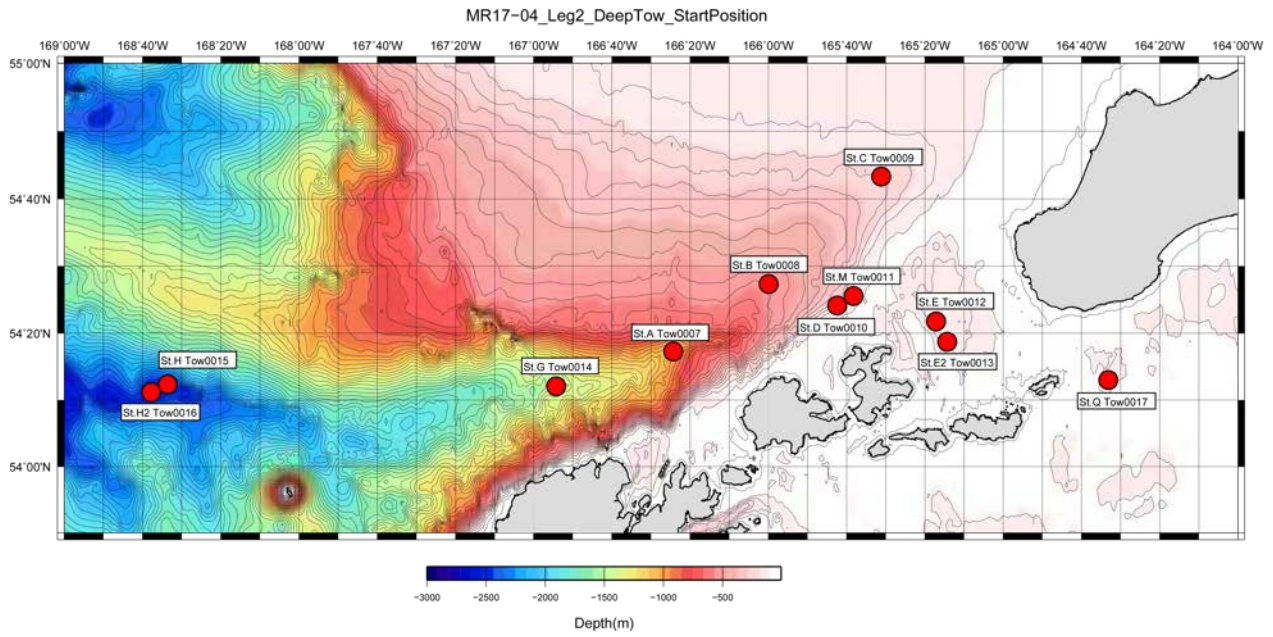 MR17-04_Leg2_DeepTow_StartPosition
169°00'W 168°40'W 168°20'W 168°00'W 167°40'W 167°20'W 167°00'W 166°40'W 166°20'W 166°00'W 165°40'W 165°20'W 165°00'W 164°40'W 164°20'W 164°00'W
55°00'N
St.C Tow0009
54°40'N
St.B Tow0008
St.M Tow0011
St.E Tow0012
St.D Tow0010
54°20'N
St.A Tow0007
St.H Tow0015
St.G Tow0014
St.E2 Tow0013
St.Q Tow0017
St.H2 Tow0016
54°00'N
-3000 -2500 -2000 -1500 -1000 -500
Depth(m)